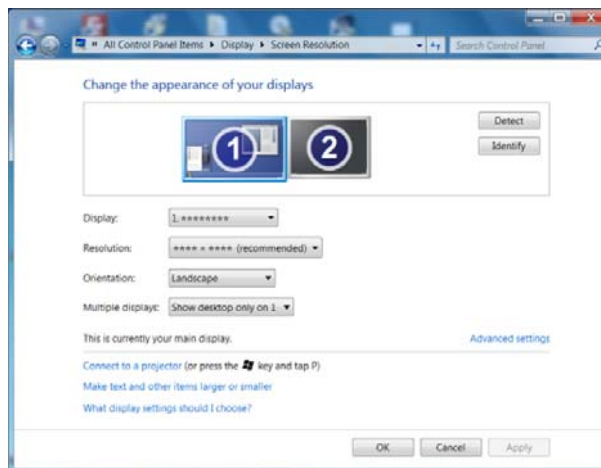 « All Control Panel Items ▸ Display ▸ Screen Resolution
Search Control Panel
Change the appearance of your displays
1
2
Detect
Identify
Display: 1.********
Resolution: **** × **** (recommended)
Orientation: Landscape
Multiple displays: Show desktop only on 1
This is currently your main display.
Advanced settings
Connect to a projector (or press the key and tap P)
Make text and other items larger or smaller
What display settings should I choose?
OK
Cancel
Apply